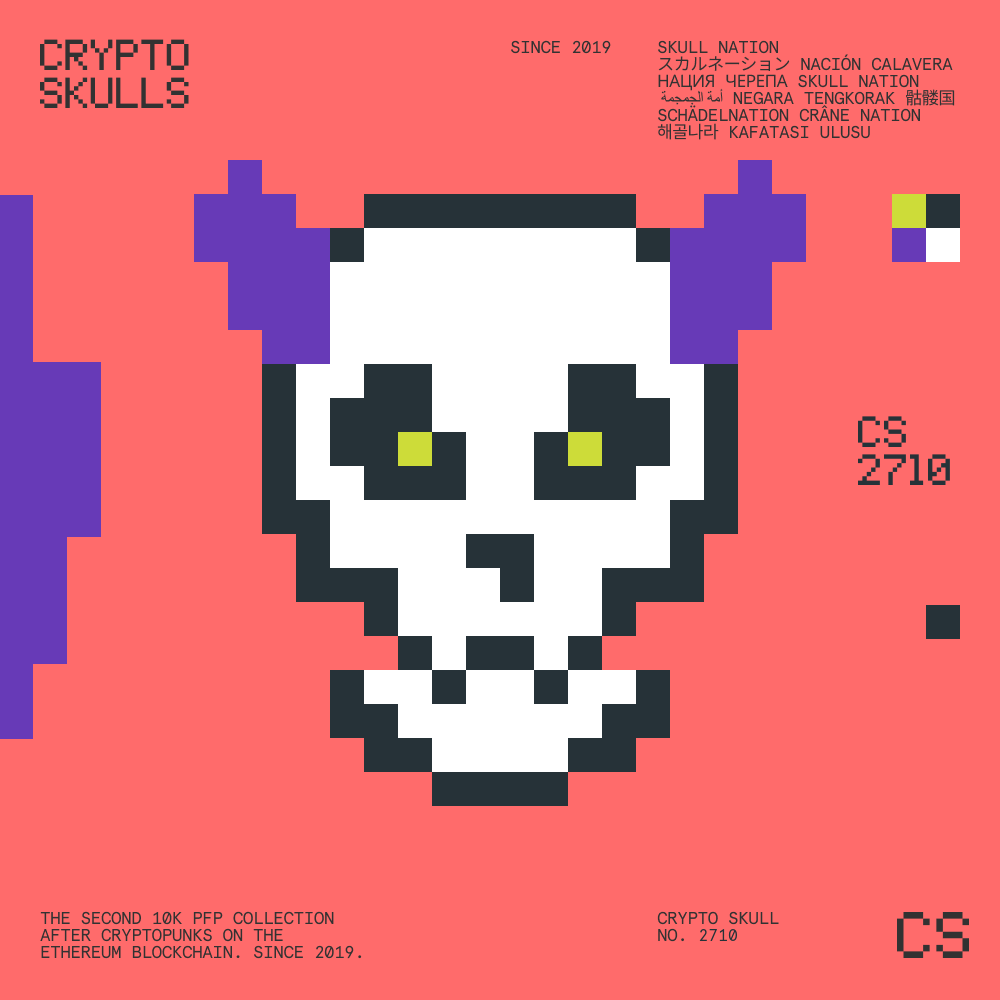 CRYPTO
SKULLS
SINCE 2019
SKULL NATION
スカルネーション NACIÓN CALAVERA
НАЦИЯ ЧЕРЕПА SKULL NATION
أمة الجمجمة NEGARA TENGKORAK 骷髅国
SCHÄDELNATION CRÂNE NATION
해골나라 KAFATASI ULUSU
CS
2710
THE SECOND 10K PFP COLLECTION
AFTER CRYPTOPUNKS ON THE
ETHEREUM BLOCKCHAIN. SINCE 2019.
CRYPTO SKULL
NO. 2710
CS